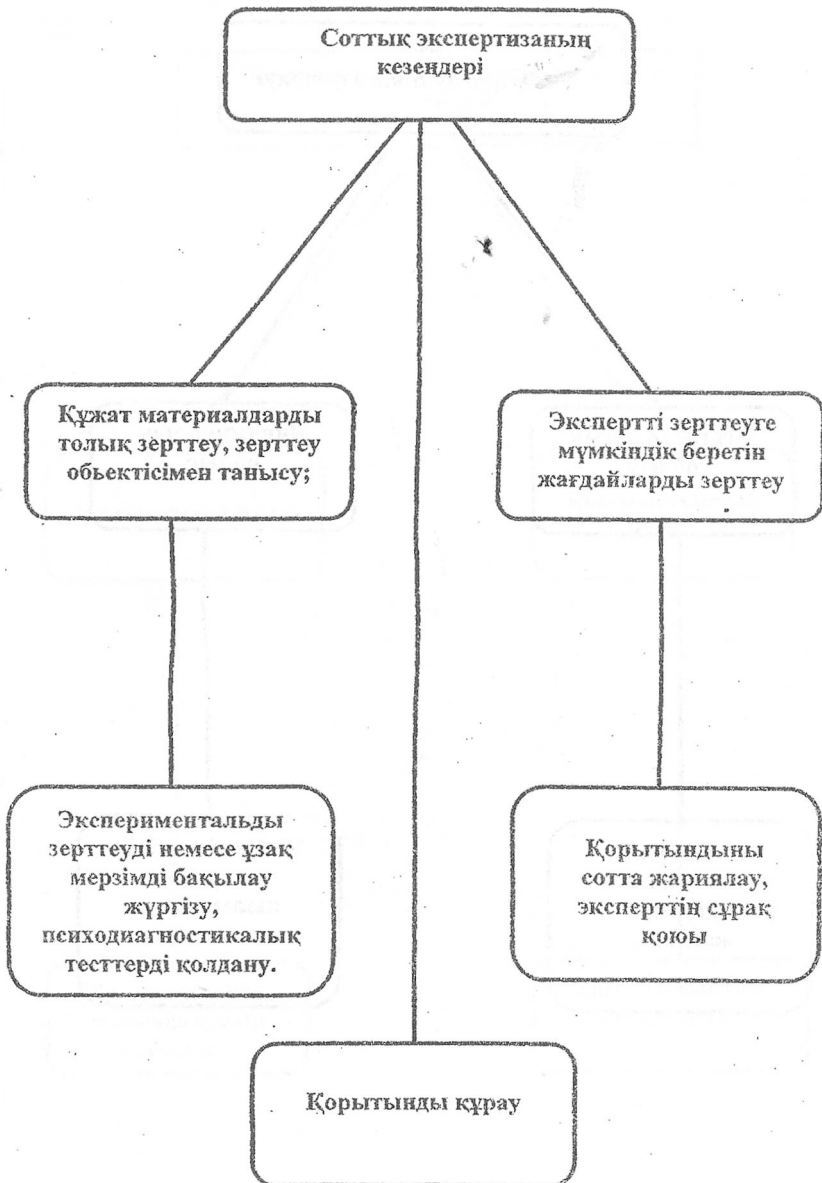 Соттық экспертизаның
кезеңдері
Құжат материалдарды
толық зерттеу, зерттеу
обьектісімен танысу;
Экспертті зерттеуге
мүмкіндік беретін
жағдайларды зерттеу
Экспериментальды
зерттеуді немесе ұзақ
мерзімді бақылау
жүргізу,
психодиагностикалық
тесттерді қолдану.
Қорытындыны
сотта жариялау,
эксперттің сұрақ
қоюы
Қорытынды құрау